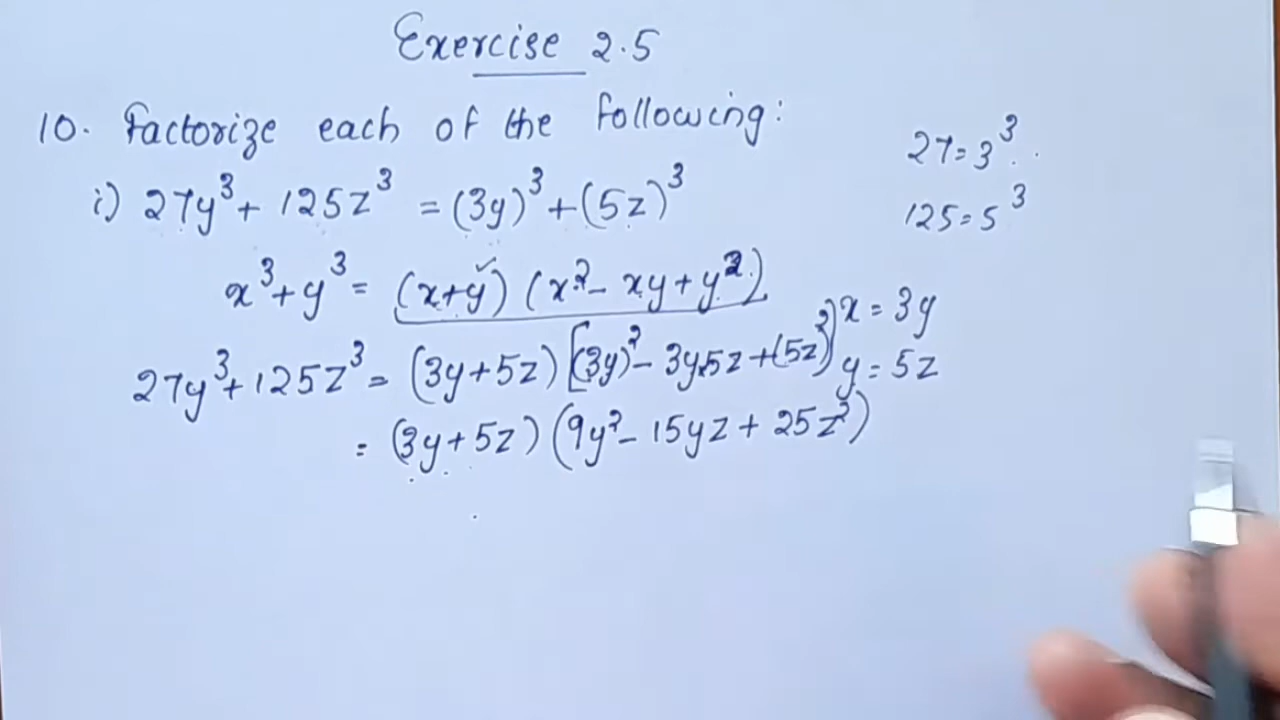 Exercise 2.5
10. Factorize each of the following:
i) 27y³ + 125z³ = (3y)³ + (5z)³
27 = 3³
125 = 5³
x³ + y³ = (x+y) (x² - xy + y²)
x = 3y
y = 5z
27y³ + 125z³ = (3y+5z) [(3y)² - 3y.5z + (5z)²]
= (3y+5z) (9y² - 15yz + 25z²)